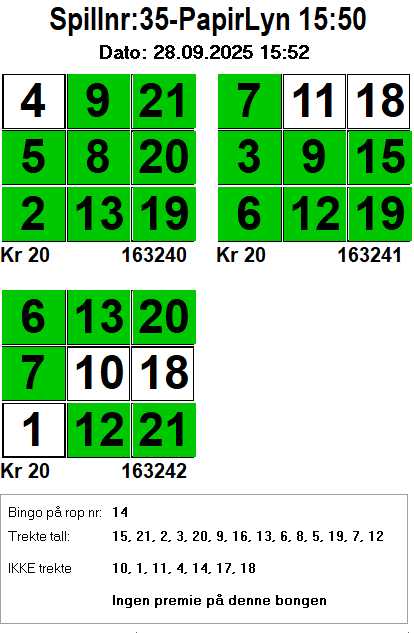 Spillnr:35-PapirLyn 15:50
Dato: 28.09.2025 15:52
4 9 21
5 8 20
2 13 19
Kr 20 163240
7 11 18
3 9 15
6 12 19
Kr 20 163241
6 13 20
7 10 18
1 12 21
Kr 20 163242
Bingo på rop nr: 14
Trekte tall: 15, 21, 2, 3, 20, 9, 16, 13, 6, 8, 5, 19, 7, 12
IKKE trekte 10, 1, 11, 4, 14, 17, 18
Ingen premie på denne bongen